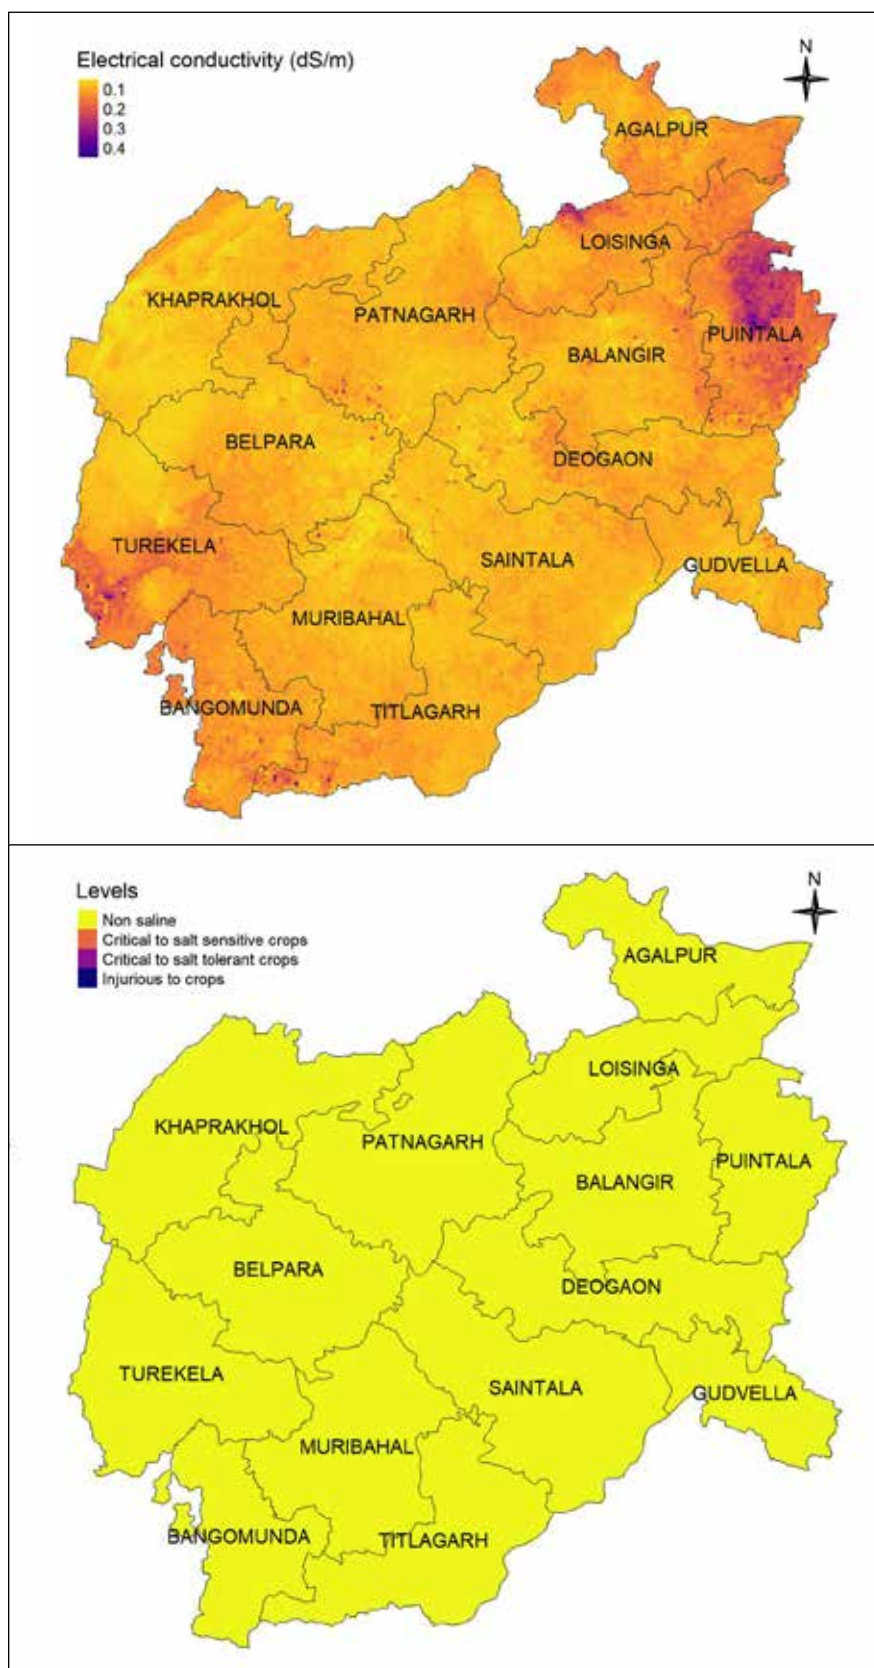 Electrical conductivity (dS/m)
0.1
0.2
0.3
0.4
N
AGALPUR
LOISINGA
KHAPRAKHOL
PATNAGARH
PUINTALA
BALANGIR
BELPARA
DEOGAON
TUREKELA
SAINTALA
GUDVELLA
MURIBAHAL
BANGOMUNDA
TITLAGARH
Levels
Non saline
Critical to salt sensitive crops
Critical to salt tolerant crops
Injurious to crops
N
AGALPUR
LOISINGA
KHAPRAKHOL
PATNAGARH
PUINTALA
BALANGIR
BELPARA
DEOGAON
TUREKELA
SAINTALA
GUDVELLA
MURIBAHAL
BANGOMUNDA
TITLAGARH